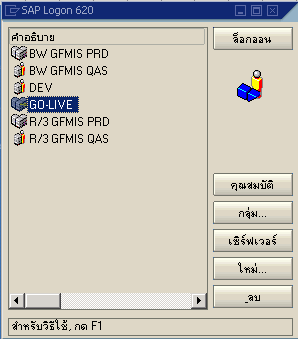 SAP Logon 620
คำอธิบาย
BW GFMIS PRD
BW GFMIS QAS
DEV
GO-LIVE
R/3 GFMIS PRD
R/3 GFMIS QAS
ล็อกออน
คุณสมบัติ
กลุ่ม...
เซิร์ฟเวอร์
ใหม่...
ลบ
สำหรับวิธีใช้, กด F1